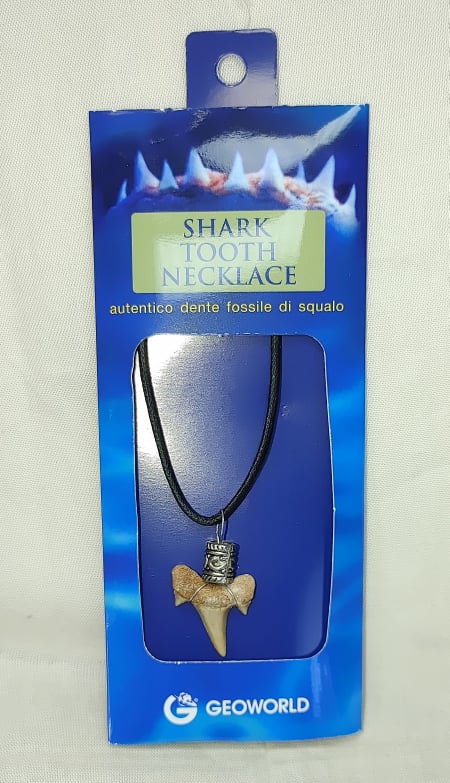 SHARK
TOOTH
NECKLACE
autentico dente fossile di squalo
GEOWORLD